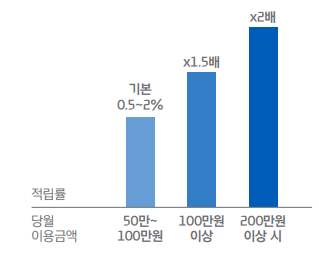 x2배
x1.5배
기본
0.5~2%
적립률
당월
이용금액
50만~
100만원
100만원
이상
200만원
이상 시